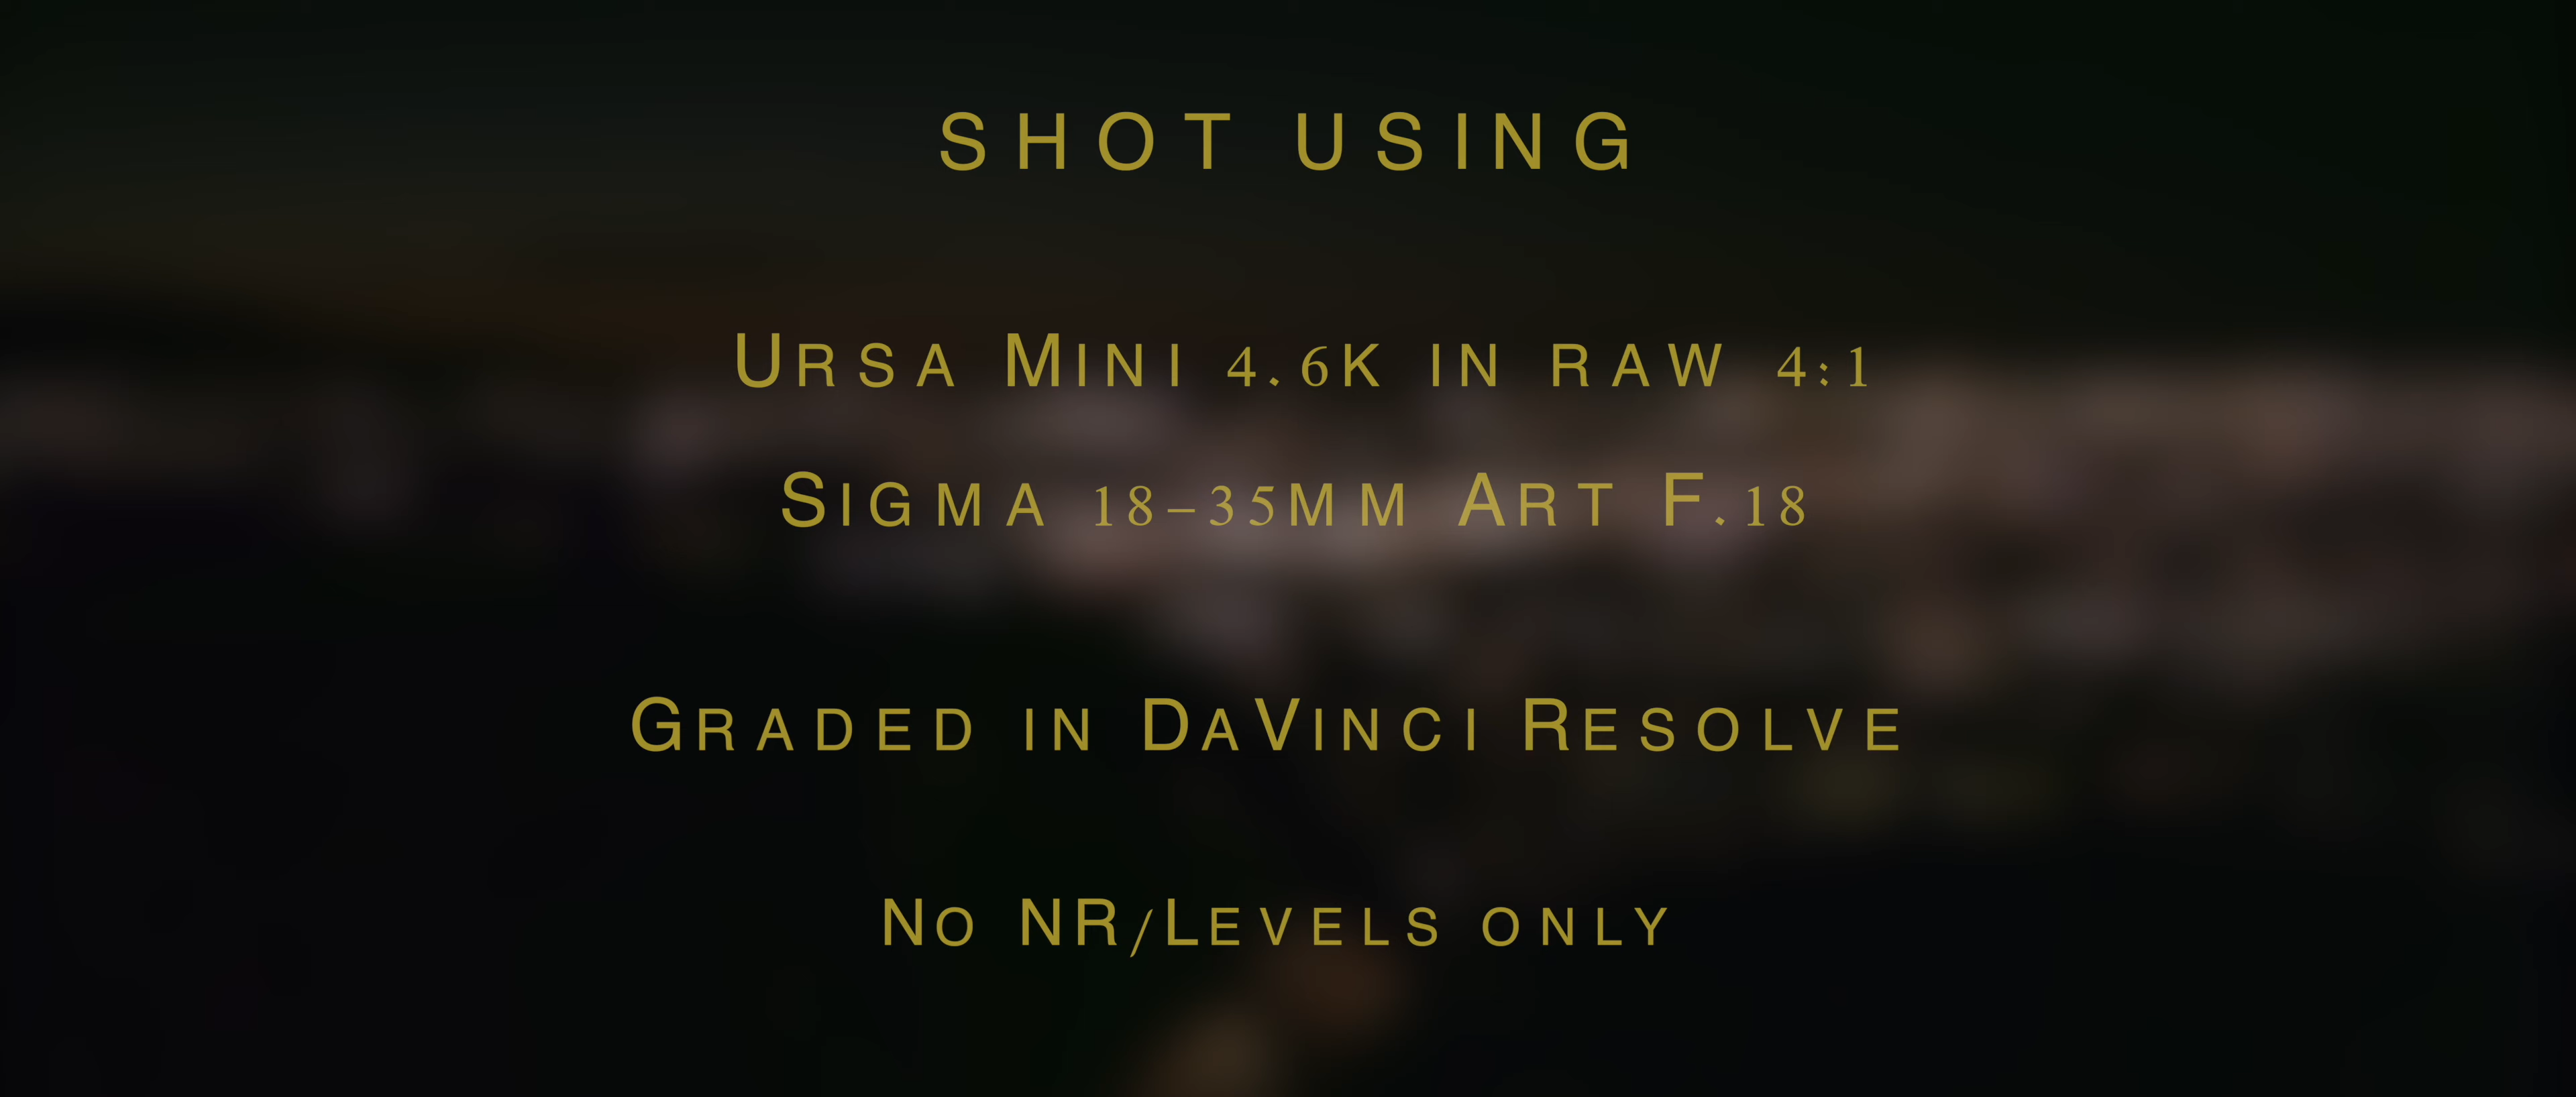 SHOT USING
URSA MINI 4.6K IN RAW 4:1
SIGMA 18-35MM ART F.18
GRADED IN DAVINCI RESOLVE
NO NR/LEVELS ONLY